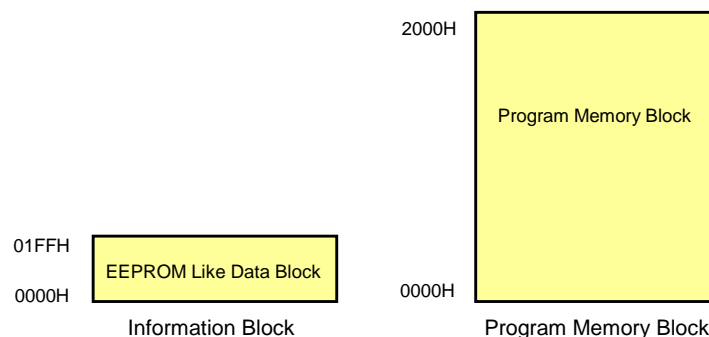 2000H
Program Memory Block
01FFH
EEPROM Like Data Block
0000H
0000H
Information Block
Program Memory Block